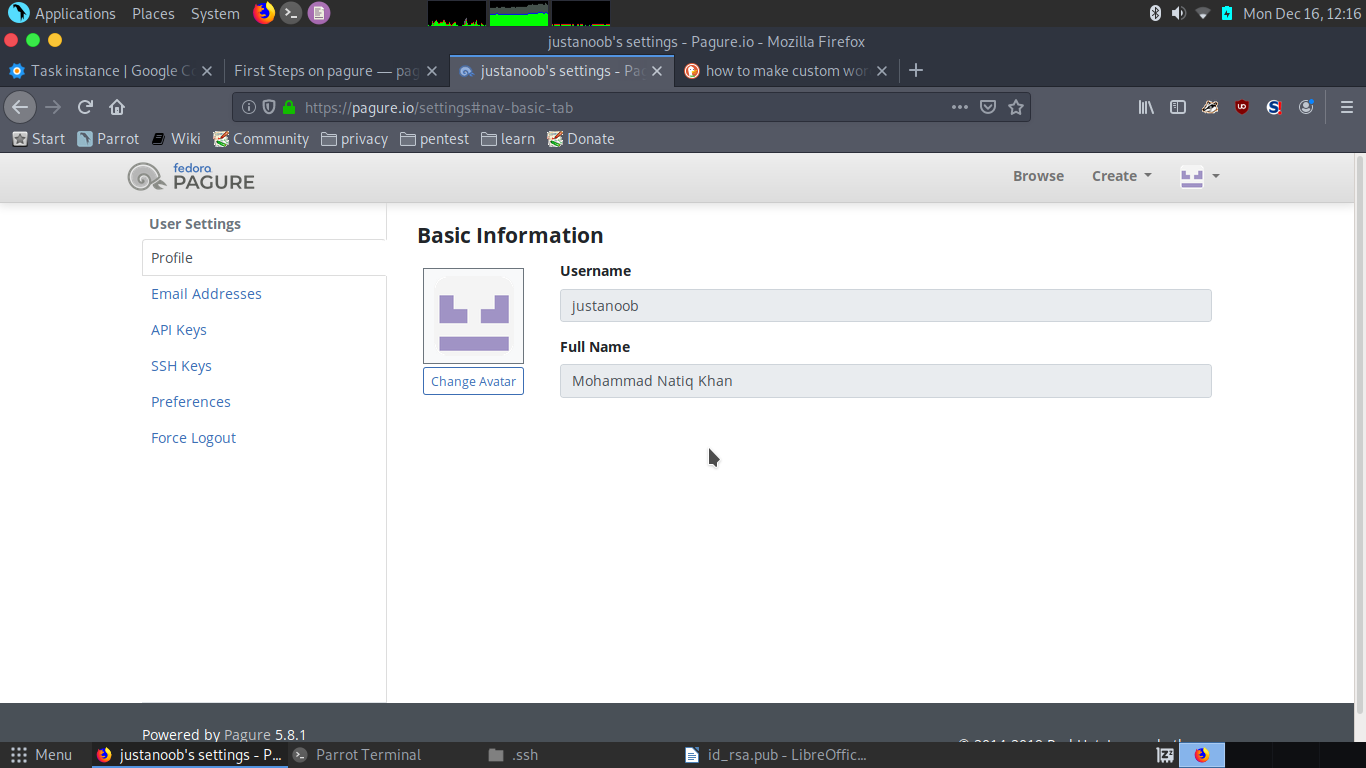 Applications Places System Mon Dec 16, 12:16
justanoob's settings - Pagure.io - Mozilla Firefox
Task instance | Google C First Steps on pagure — pag justanoob's settings - Pa how to make custom wor
https://pagure.io/settings#nav-basic-tab
Start Parrot Wiki Community privacy pentest learn Donate
fedora
PAGURE
Browse Create
User Settings
Profile
Email Addresses
API Keys
SSH Keys
Preferences
Force Logout
Basic Information
Change Avatar
Username
justanoob
Full Name
Mohammad Natiq Khan
Powered by Pagure 5.8.1
Menu justanoob's settings - P... Parrot Terminal .ssh id_rsa.pub - LibreOffic...